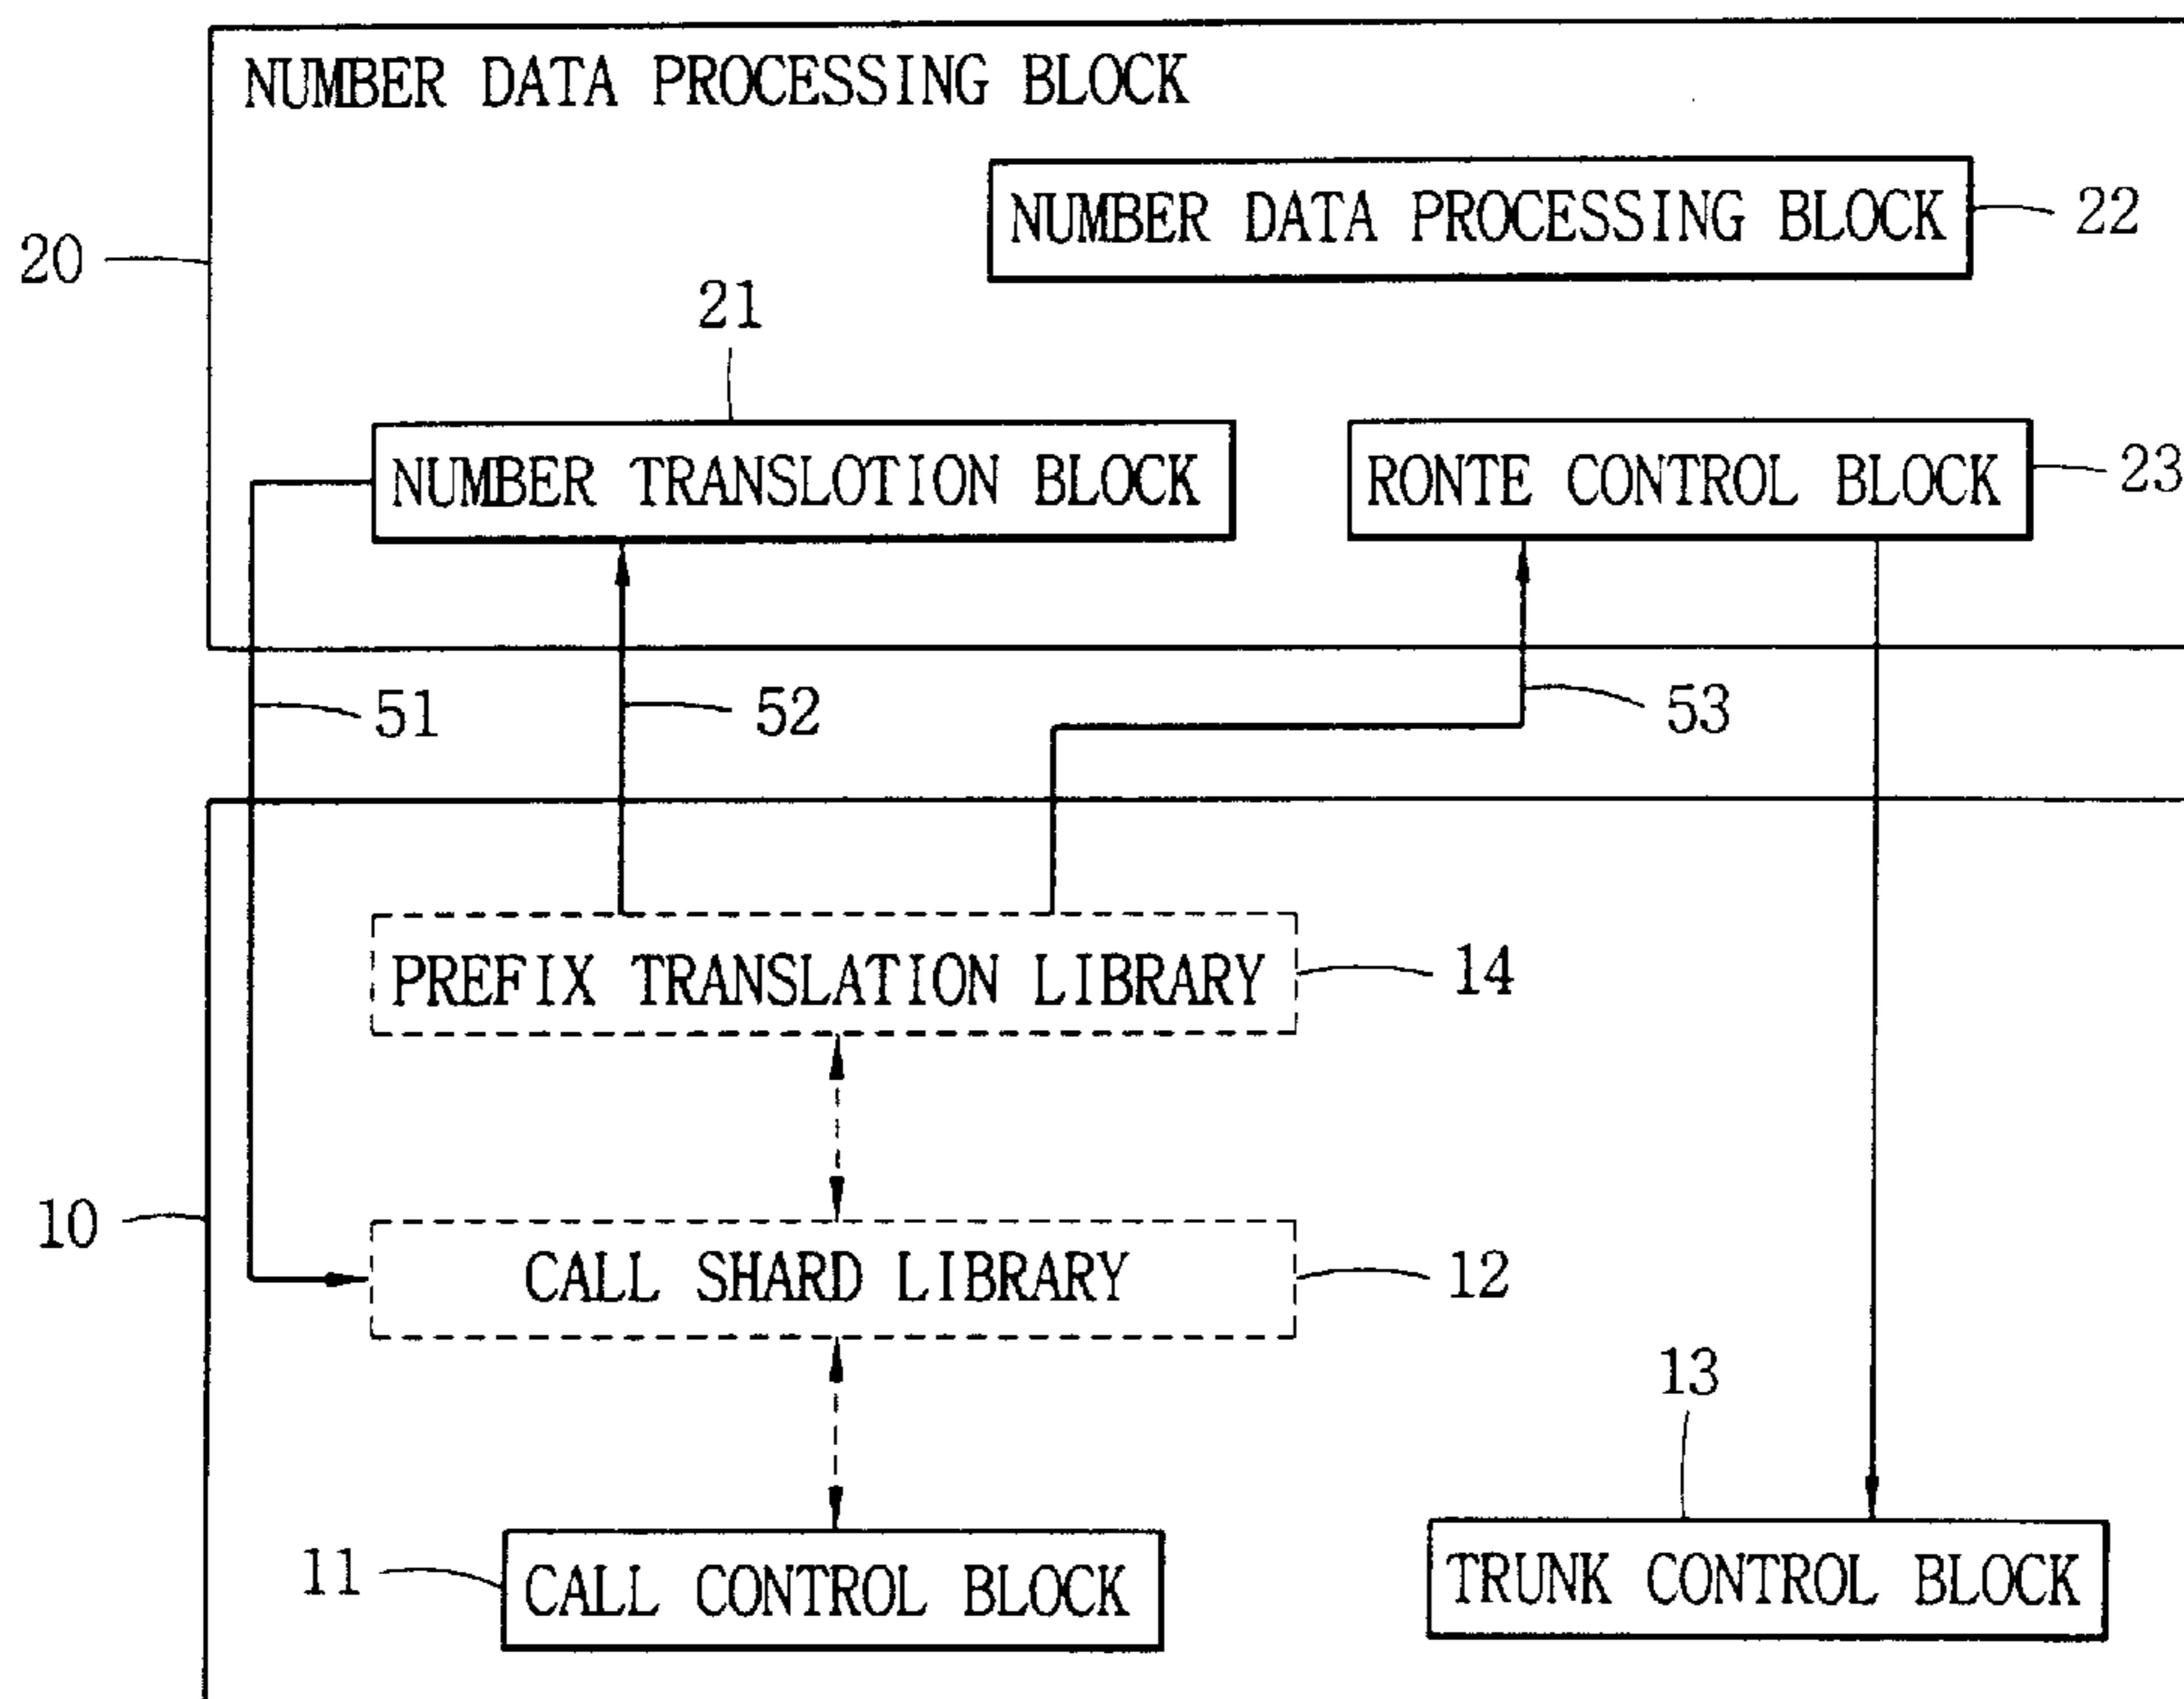 NUMBER DATA PROCESSING BLOCK
NUMBER DATA PROCESSING BLOCK
22
20
21
NUMBER TRANSLOTION BLOCK
RONTE CONTROL BLOCK
23
51
52
53
PREFIX TRANSLATION LIBRARY
14
10
CALL SHARD LIBRARY
12
13
11
CALL CONTROL BLOCK
TRUNK CONTROL BLOCK